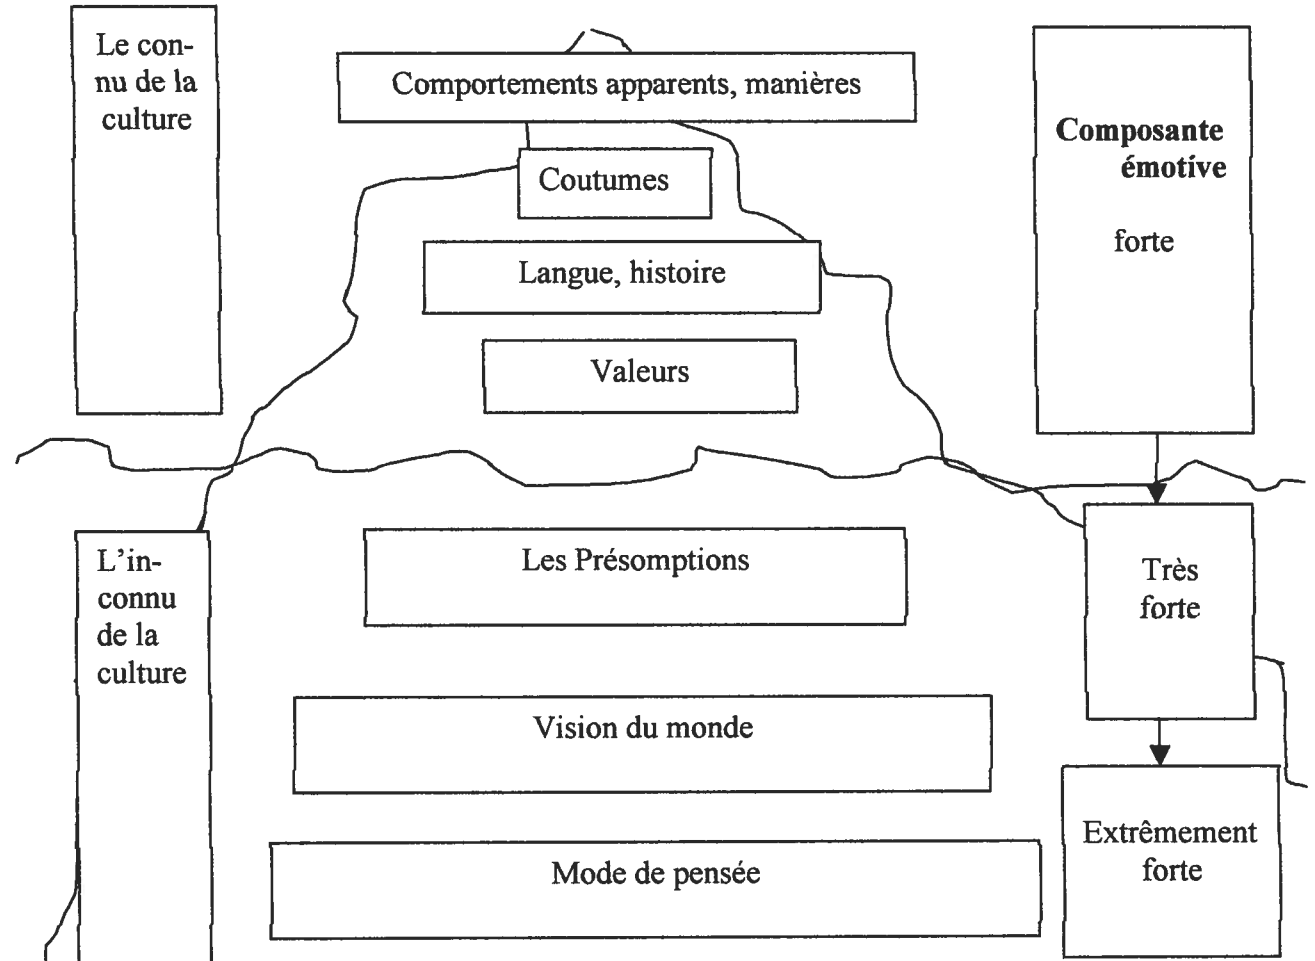 Le con-
nu de la
culture
Comportements apparents, manières
Coutumes
Langue, histoire
Valeurs
Composante
émotive
forte
L'in-
connu
de la
culture
Les Présomptions
Vision du monde
Mode de pensée
Très
forte
Extrêmement
forte